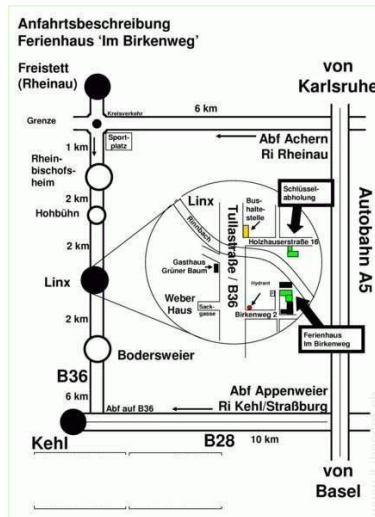 Anfahrtsbeschreibung
Ferienhaus 'Im Birkenweg'
Freistett
(Rheinau)
von
Karlsruhe
Kreisverkehr
6 km
Grenze
Sport-
platz
1 km
Abf Achern
Ri Rheinau
Rhein-
bischofs-
heim
2 km
Hohbühn
2 km
Linx
Schlüssel-
abholung
Bus-
halte-
stelle
Rinnbach
Tullastraße / B36
Holzhauserstraße 16
Autobahn A5
Gasthaus
Grüner Baum
Linx
Weber
Haus
Sack-
gasse
Hydrant
Birkenweg 2
2 km
Ferienhaus
Im Birkenweg
Bodersweier
B36
6 km
Abf Appenweier
Ri Kehl/Straßburg
Abf auf B36
Kehl
B28
10 km
von
Basel